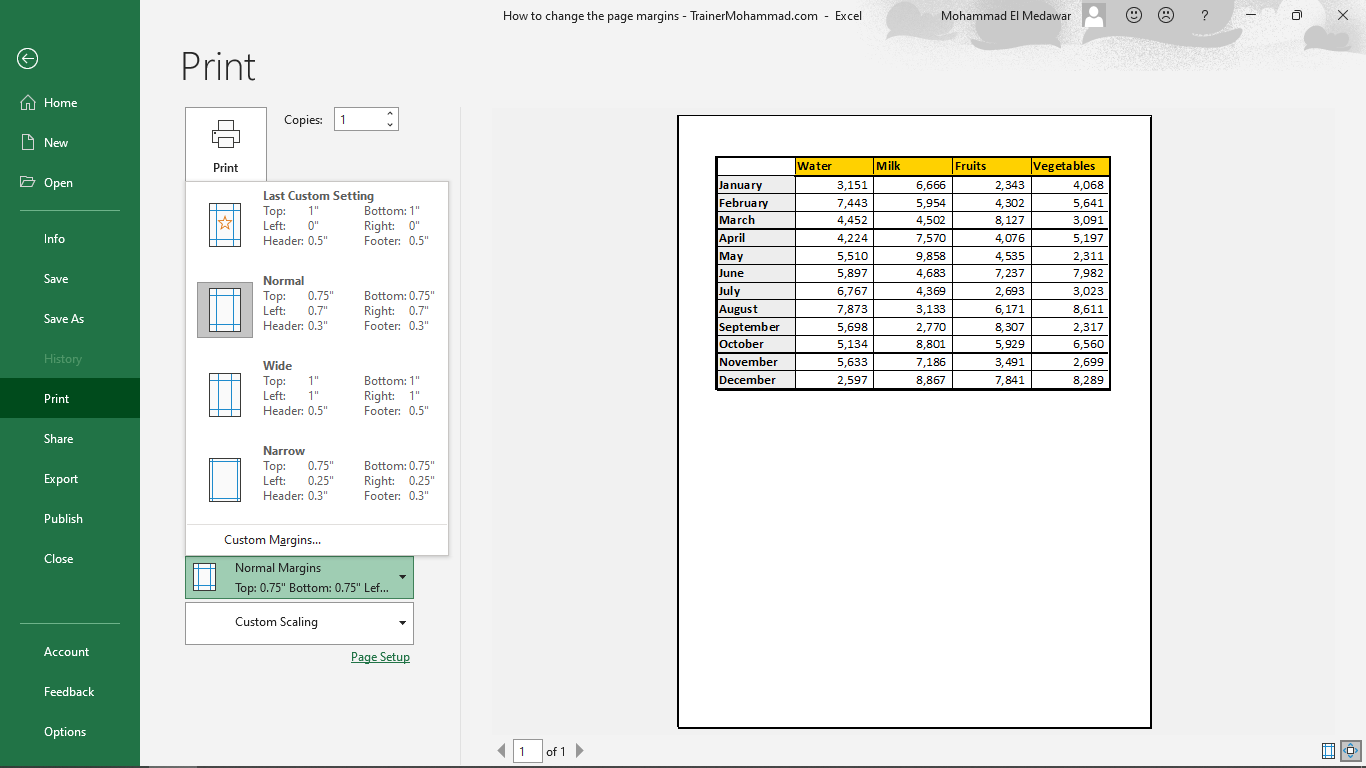 How to change the page margins - TrainerMohammad.com - Excel
Mohammad El Medawar
?
Print
Home
New
Open
Info
Save
Save As
History
Print
Share
Export
Publish
Close
Account
Feedback
Options
Print
Copies: 1
Last Custom Setting
Top: 1" Bottom: 1"
Left: 0" Right: 0"
Header: 0.5" Footer: 0.5"
Normal
Top: 0.75" Bottom: 0.75"
Left: 0.7" Right: 0.7"
Header: 0.3" Footer: 0.3"
Wide
Top: 1" Bottom: 1"
Left: 1" Right: 1"
Header: 0.5" Footer: 0.5"
Narrow
Top: 0.75" Bottom: 0.75"
Left: 0.25" Right: 0.25"
Header: 0.3" Footer: 0.3"
Custom Margins...
Normal Margins
Top: 0.75" Bottom: 0.75" Lef...
Custom Scaling
Page Setup
Water Milk Fruits Vegetables
January 3,151 6,666 2,343 4,068
February 7,443 5,954 4,302 5,641
March 4,452 4,502 8,127 3,091
April 4,224 7,570 4,076 5,197
May 5,510 9,858 4,535 2,311
June 5,897 4,683 7,237 7,982
July 6,767 4,369 2,693 3,023
August 7,873 3,133 6,171 8,611
September 5,698 2,770 8,307 2,317
October 5,134 8,801 5,929 6,560
November 5,633 7,186 3,491 2,699
December 2,597 8,867 7,841 8,289
1 of 1